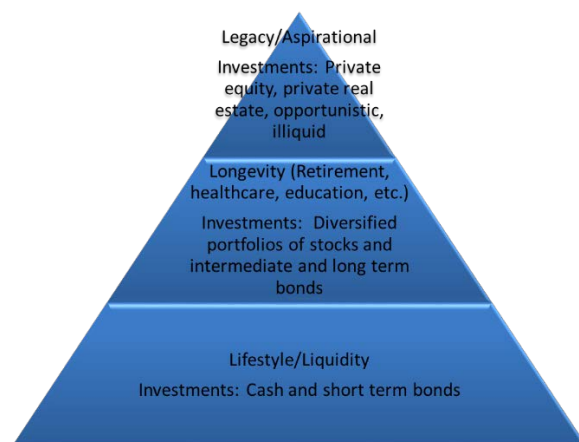 Legacy/Aspirational
Investments: Private
equity, private real
estate, opportunistic,
illiquid
Longevity (Retirement,
healthcare, education, etc.)
Investments: Diversified
portfolios of stocks and
intermediate and long term
bonds
Lifestyle/Liquidity
Investments: Cash and short term bonds